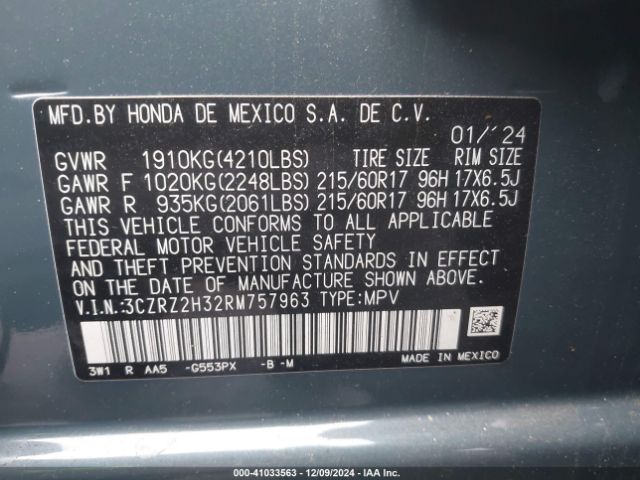 MFD.BY HONDA DE MEXICO S.A. DE C.V.
01/'24
GVWR 1910KG(4210LBS) TIRE SIZE RIM SIZE
GAWR F 1020KG(2248LBS) 215/60R17 96H 17X6.5J
GAWR R 935KG(2061LBS) 215/60R17 96H 17X6.5J
THIS VEHICLE CONFORMS TO ALL APPLICABLE
FEDERAL MOTOR VEHICLE SAFETY
AND THEFT PREVENTION STANDARDS IN EFFECT
ON THE DATE OF MANUFACTURE SHOWN ABOVE.
V.I.N.:3CZRZ2H32RM757963 TYPE:MPV
3W1 R AA5 -G553PX -B -M MADE IN MEXICO
000-41033563 / 12/09/2024 / IAA Inc.